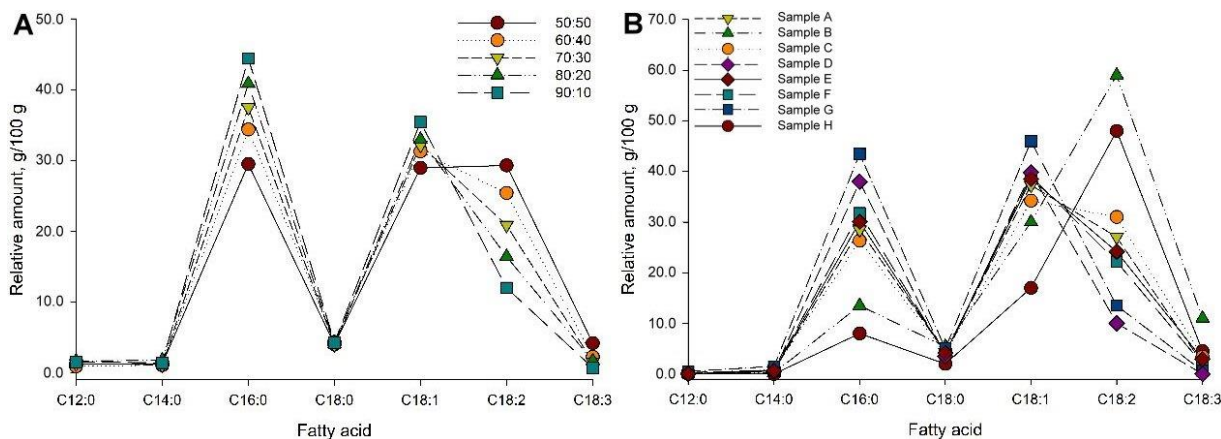 A
50.0
40.0
30.0
20.0
10.0
0.0
Relative amount, g/100 g
50:50
60:40
70:30
80:20
90:10
C12:0 C14:0 C16:0 C18:0 C18:1 C18:2 C18:3
Fatty acid
B
70.0
60.0
50.0
40.0
30.0
20.0
10.0
0.0
Relative amount, g/100 g
Sample A
Sample B
Sample C
Sample D
Sample E
Sample F
Sample G
Sample H
C12:0 C14:0 C16:0 C18:0 C18:1 C18:2 C18:3
Fatty acid